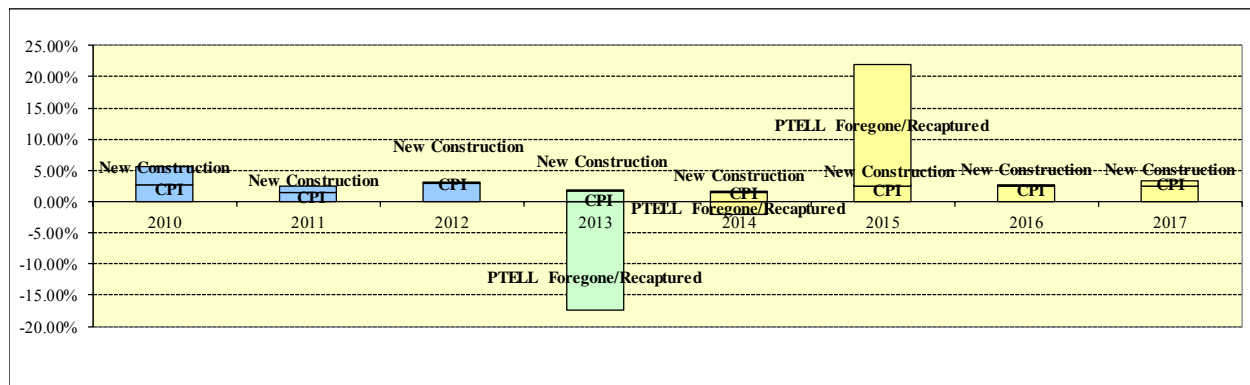 25.00%
20.00%
15.00%
10.00%
5.00%
0.00%
-5.00%
-10.00%
-15.00%
-20.00%
New Construction
CPI
2010
New Construction
CPI
2011
New Construction
CPI
2012
New Construction
CPI
2013
PTELL Foregone/Recaptured
New Construction
CPI
PTELL Foregone/Recaptured
2014
PTELL Foregone/Recaptured
New Construction
CPI
2015
New Construction
CPI
2016
New Construction
CPI
2017